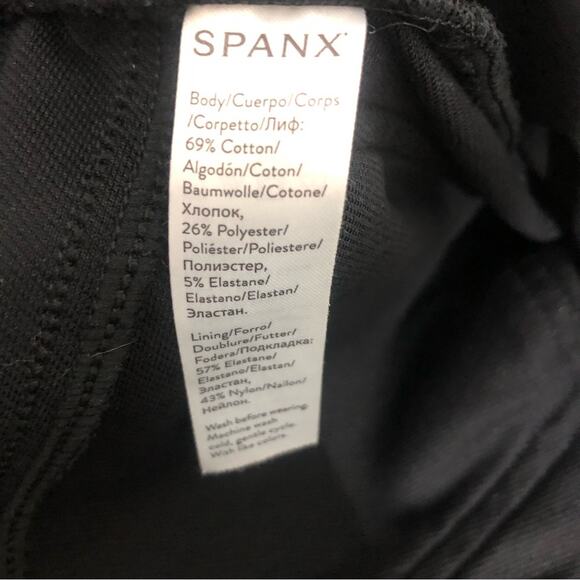 SPANX
Body/Cuerpo/Corps
/Corpetto/Лиф:
69% Cotton/
Algodón/Coton/
Baumwolle/Cotone/
Хлопок,
26% Polyester/
Poliéster/Poliestere/
Полиэстер,
5% Elastane/
Elastano/Elastan/
Эластан.
Lining/Forro/
Doublure/Futter/
Fodera/Подкладка:
57% Elastane/
Elastano/Elastan/
Эластан,
43% Nylon/Nailon/
Нейлон.
Wash before wearing.
Machine wash
cold, gentle cycle.
With like colors.